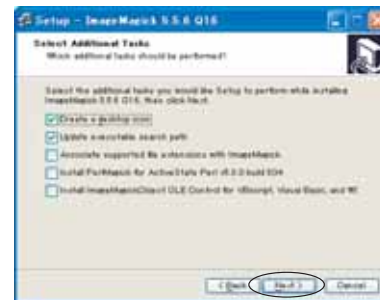 Setup - ImageMagick 5.5.6 Q16
Select Additional Tasks
Which additional tasks should be performed?
Select the additional tasks you would like Setup to perform while installing
ImageMagick 5.5.6 Q16, then click Next.
Create a desktop icon
Update executable search path
Associate supported file extensions with ImageMagick
Install PerlMagick for ActiveState Perl v5.8.0 build 804
Install ImageMagickObject OLE Control for VBScript, Visual Basic, and
< Back
Next >
Cancel